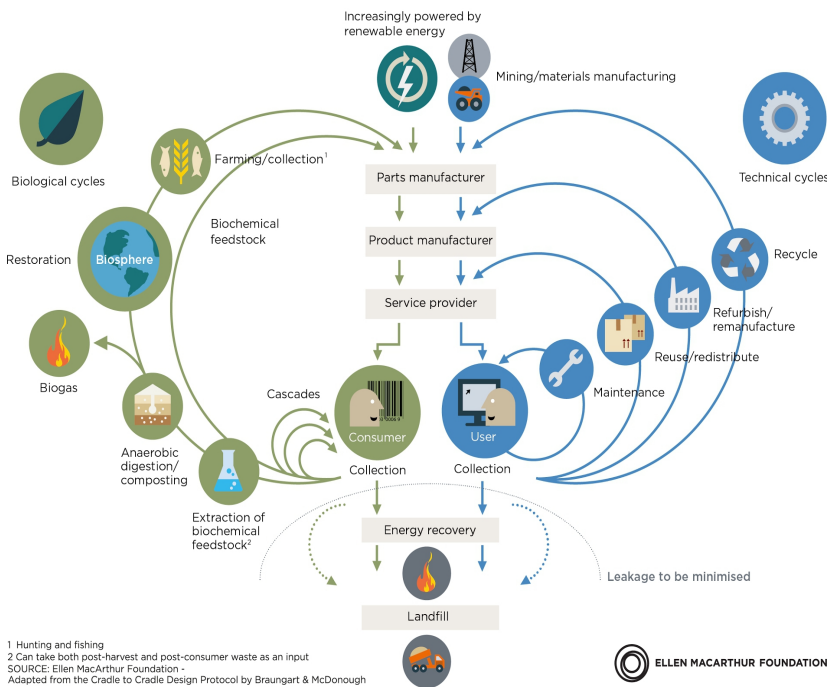 Increasingly powered by
renewable energy
Mining/materials manufacturing
Biological cycles
Technical cycles
Farming/collection¹
Parts manufacturer
Biochemical
feedstock
Product manufacturer
Restoration
Biosphere
Recycle
Service provider
Refurbish/
remanufacture
Reuse/redistribute
Biogas
Maintenance
Cascades
Consumer
User
Anaerobic
digestion/
composting
Collection
Collection
Extraction of
biochemical
feedstock²
Energy recovery
Leakage to be minimised
Landfill
1 Hunting and fishing
2 Can take both post-harvest and post-consumer waste as an input
SOURCE: Ellen MacArthur Foundation -
Adapted from the Cradle to Cradle Design Protocol by Braungart & McDonough
ELLEN MACARTHUR FOUNDATION